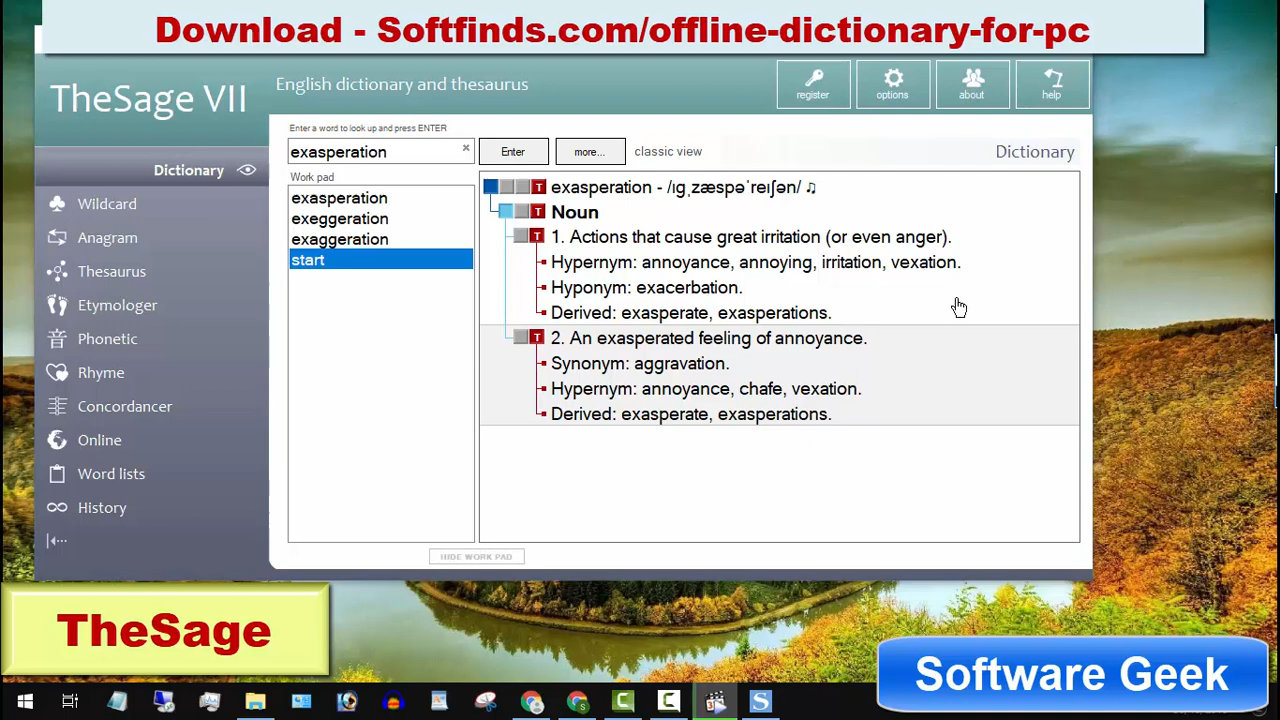 Download - Softfinds.com/offline-dictionary-for-pc
TheSage VII
English dictionary and thesaurus
register
options
about
help
Enter a word to look up and press ENTER
exasperation
×
Enter
more...
classic view
Dictionary
Dictionary
Wildcard
Anagram
Thesaurus
Etymologer
Phonetic
Rhyme
Concordancer
Online
Word lists
History
Work pad
exasperation
exeggeration
exaggeration
start
T exasperation - /ɪɡˌzæspəˈreɪʃən/ ♫
T Noun
T 1. Actions that cause great irritation (or even anger).
Hypernym: annoyance, annoying, irritation, vexation.
Hyponym: exacerbation.
Derived: exasperate, exasperations.
T 2. An exasperated feeling of annoyance.
Synonym: aggravation.
Hypernym: annoyance, chafe, vexation.
Derived: exasperate, exasperations.
HIDE WORK PAD
TheSage
Software Geek